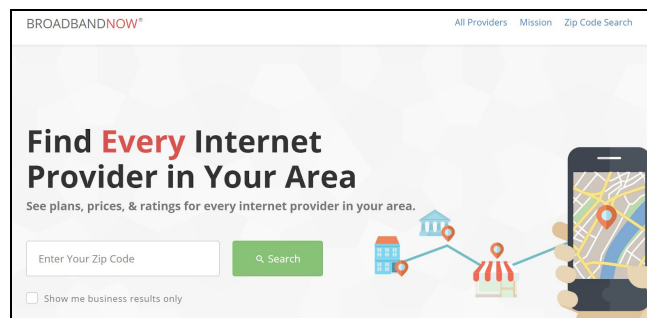 BROADBANDNOW®
All Providers Mission Zip Code Search
Find Every Internet
Provider in Your Area
See plans, prices, & ratings for every internet provider in your area.
Enter Your Zip Code
Search
Show me business results only